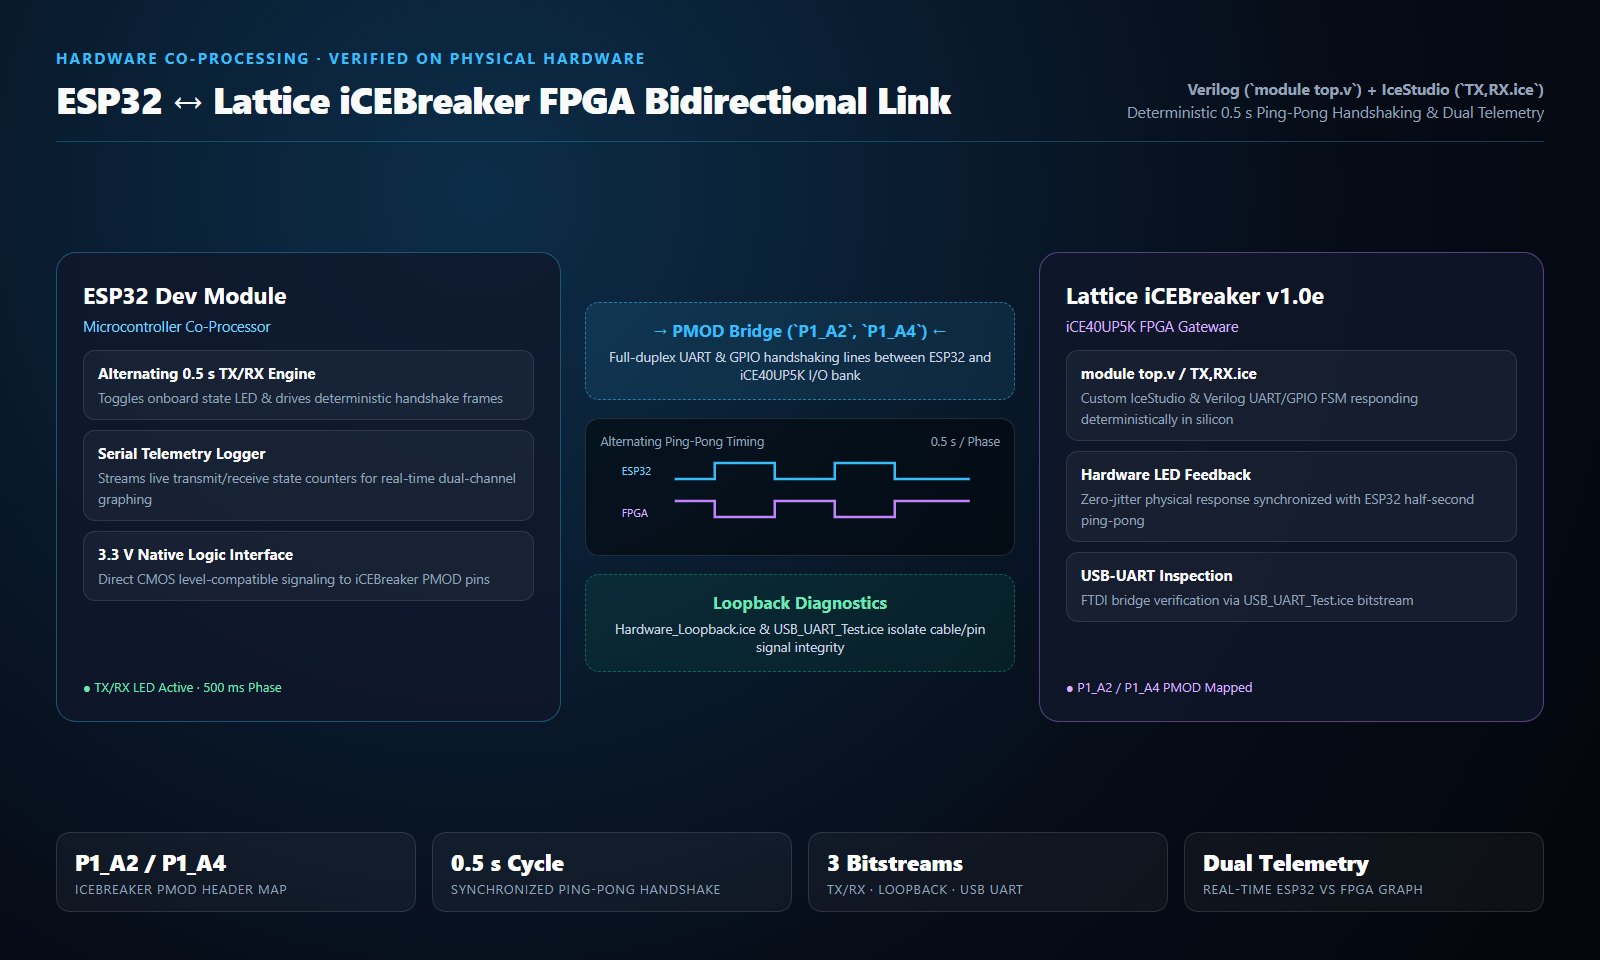 HARDWARE CO-PROCESSING · VERIFIED ON PHYSICAL HARDWARE
ESP32 ↔ Lattice iCEBreaker FPGA Bidirectional Link
Verilog (`module top.v`) + IceStudio (`TX,RX.ice`)
Deterministic 0.5 s Ping-Pong Handshaking & Dual Telemetry
ESP32 Dev Module
Microcontroller Co-Processor
Alternating 0.5 s TX/RX Engine
Toggles onboard state LED & drives deterministic handshake frames
Serial Telemetry Logger
Streams live transmit/receive state counters for real-time dual-channel
graphing
3.3 V Native Logic Interface
Direct CMOS level-compatible signaling to iCEBreaker PMOD pins
● TX/RX LED Active · 500 ms Phase
→ PMOD Bridge (`P1_A2`, `P1_A4`) ←
Full-duplex UART & GPIO handshaking lines between ESP32 and
iCE40UP5K I/O bank
Alternating Ping-Pong Timing
0.5 s / Phase
ESP32
FPGA
Loopback Diagnostics
Hardware_Loopback.ice & USB_UART_Test.ice isolate cable/pin
signal integrity
Lattice iCEBreaker v1.0e
iCE40UP5K FPGA Gateware
module top.v / TX,RX.ice
Custom IceStudio & Verilog UART/GPIO FSM responding
deterministically in silicon
Hardware LED Feedback
Zero-jitter physical response synchronized with ESP32 half-second
ping-pong
USB-UART Inspection
FTDI bridge verification via USB_UART_Test.ice bitstream
● P1_A2 / P1_A4 PMOD Mapped
P1_A2 / P1_A4
ICEBREAKER PMOD HEADER MAP
0.5 s Cycle
SYNCHRONIZED PING-PONG HANDSHAKE
3 Bitstreams
TX/RX · LOOPBACK · USB UART
Dual Telemetry
REAL-TIME ESP32 VS FPGA GRAPH